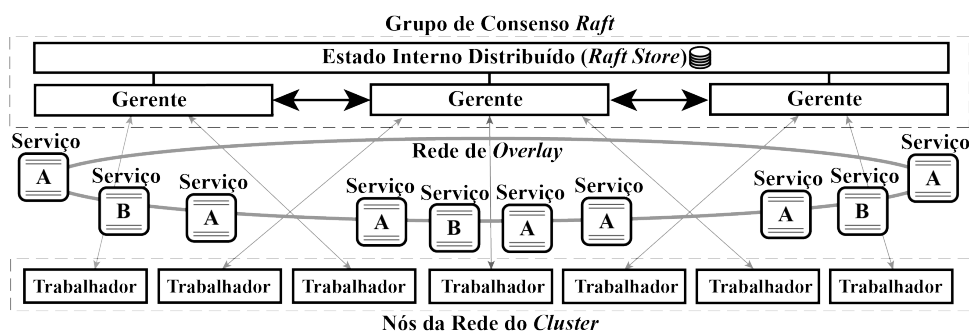 Grupo de Consenso Raft
Estado Interno Distribuído (Raft Store)
Gerente Gerente Gerente
Rede de Overlay
Serviço A
Serviço B
Serviço A
Serviço A
Serviço B
Serviço A
Serviço A
Serviço A
Serviço B
Serviço A
Trabalhador Trabalhador Trabalhador Trabalhador Trabalhador Trabalhador Trabalhador
Nós da Rede do Cluster